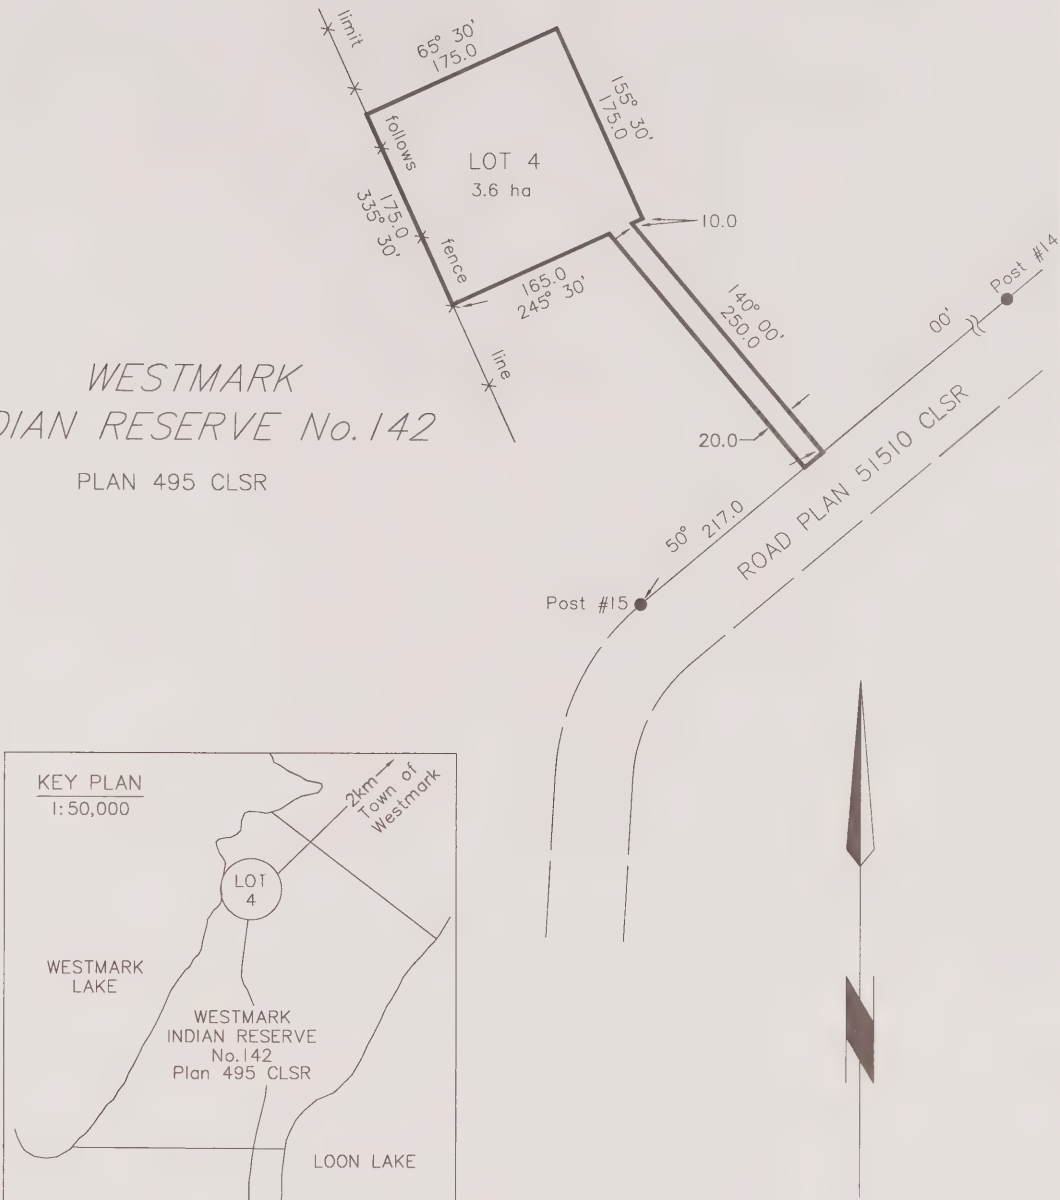 limit
65° 30'
175.0
155° 30'
175.0
follows
LOT 4
3.6 ha
175.0
335° 30'
fence
10.0
165.0
245° 30'
140° 00'
250.0
Post #14
00'
line
WESTMARK
DIAN RESERVE No. 142
PLAN 495 CLSR
20.0
50° 217.0
ROAD PLAN 51510 CLSR
Post #15
KEY PLAN
1:50,000
2km
Town of
Westmark
LOT
4
WESTMARK
LAKE
WESTMARK
INDIAN RESERVE
No.142
Plan 495 CLSR
LOON LAKE
N